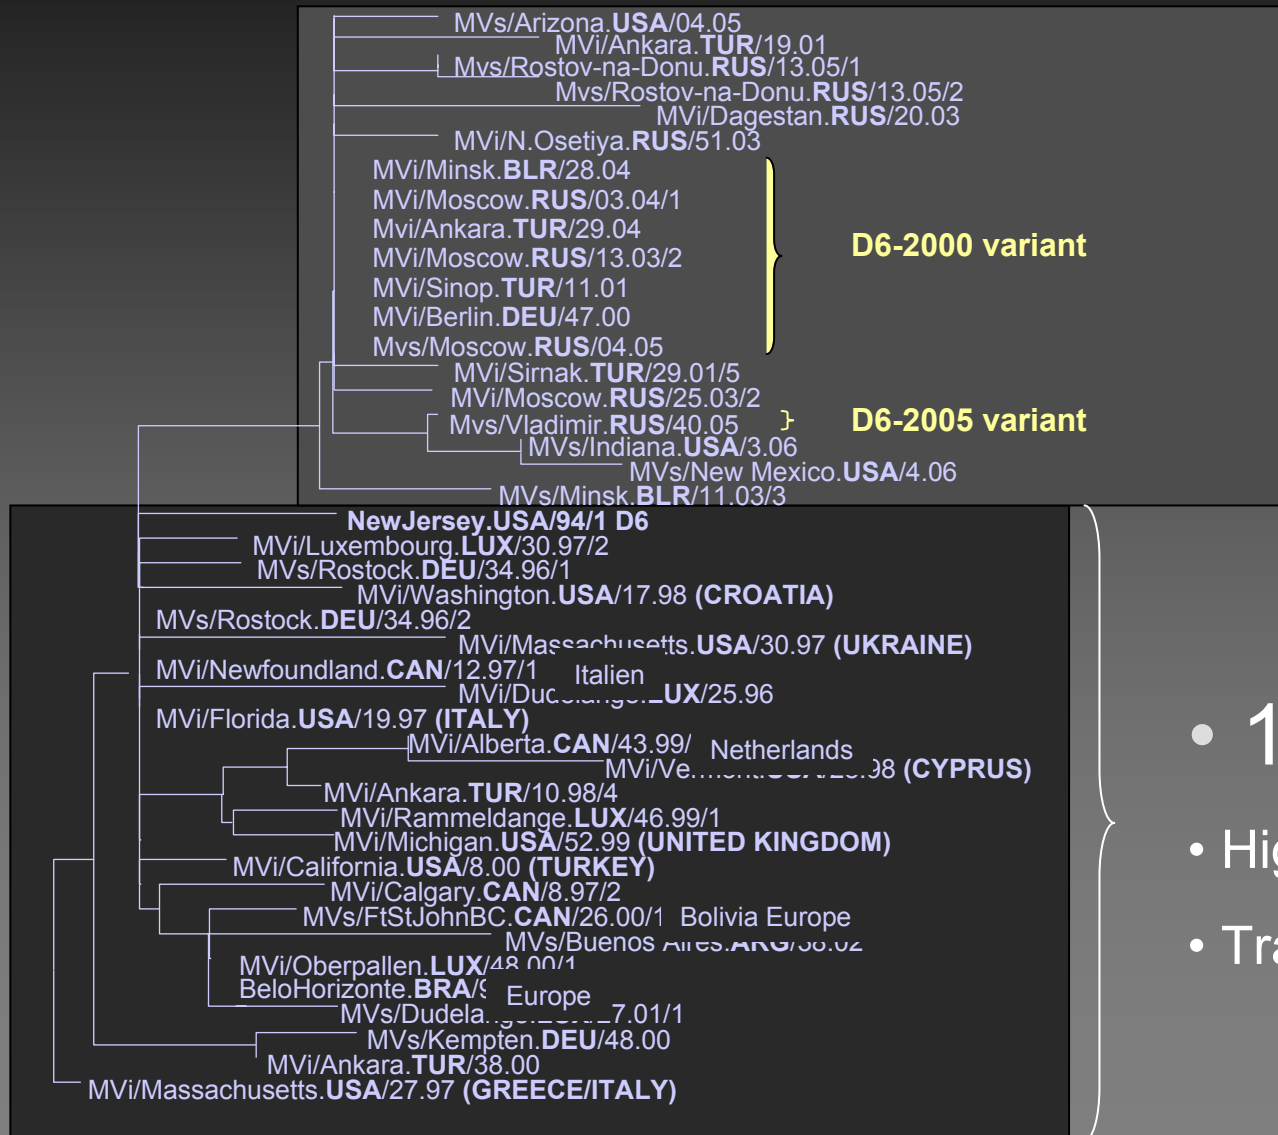 MVs/Arizona.USA/04.05
MVi/Ankara.TUR/19.01
Mvs/Rostov-na-Donu.RUS/13.05/1
Mvs/Rostov-na-Donu.RUS/13.05/2
MVi/Dagestan.RUS/20.03
MVi/N.Osetiya.RUS/51.03
MVi/Minsk.BLR/28.04
MVi/Moscow.RUS/03.04/1
Mvi/Ankara.TUR/29.04
MVi/Moscow.RUS/13.03/2
MVi/Sinop.TUR/11.01
MVi/Berlin.DEU/47.00
Mvs/Moscow.RUS/04.05
D6-2000 variant
MVi/Sirnak.TUR/29.01/5
MVi/Moscow.RUS/25.03/2
Mvs/Vladimir.RUS/40.05
D6-2005 variant
MVs/Indiana.USA/3.06
MVs/New Mexico.USA/4.06
MVs/Minsk.BLR/11.03/3
NewJersey.USA/94/1 D6
MVi/Luxembourg.LUX/30.97/2
MVs/Rostock.DEU/34.96/1
MVi/Washington.USA/17.98 (CROATIA)
MVs/Rostock.DEU/34.96/2
MVi/Massachusetts.USA/30.97 (UKRAINE)
MVi/Newfoundland.CAN/12.97/1 Italien
MVi/Dudelange.LUX/25.96
MVi/Florida.USA/19.97 (ITALY)
MVi/Alberta.CAN/43.99/ Netherlands
(CYPRUS)
MVi/Ankara.TUR/10.98/4
MVi/Rammeldange.LUX/46.99/1
MVi/Michigan.USA/52.99 (UNITED KINGDOM)
MVi/California.USA/8.00 (TURKEY)
MVi/Calgary.CAN/8.97/2
MVs/FtStJohnBC.CAN/26.00/1 Bolivia Europe
MVs/Buenos Aires.ARG/38.02
MVi/Oberpallen.LUX/48.00/1
BeloHorizonte.BRA/9 Europe
MVs/Kempten.DEU/48.00
MVi/Ankara.TUR/38.00
MVi/Massachusetts.USA/27.97 (GREECE/ITALY)
• 1
• Hig
• Tra